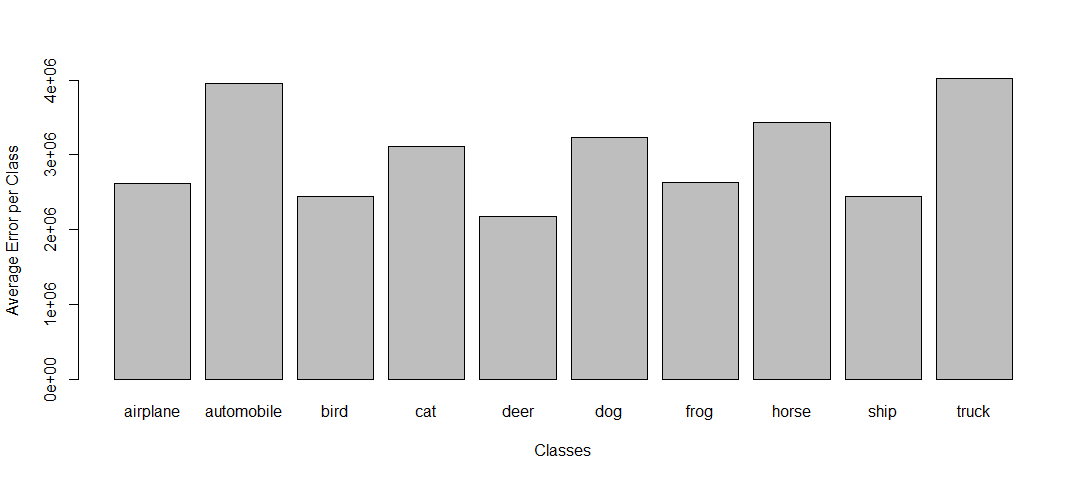 Average Error per Class
4e+06
3e+06
2e+06
1e+06
0e+00
airplane automobile bird cat deer dog frog horse ship truck
Classes